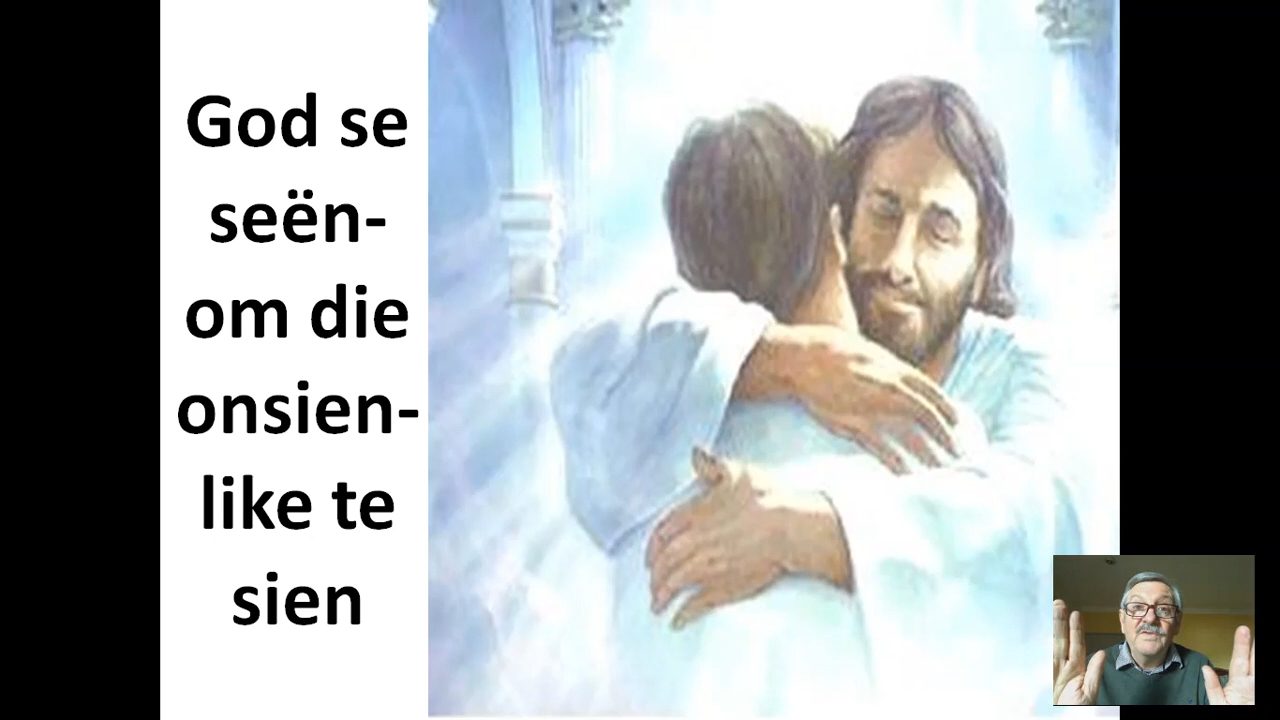 God se
seën-
om die
onsien-
like te
sien